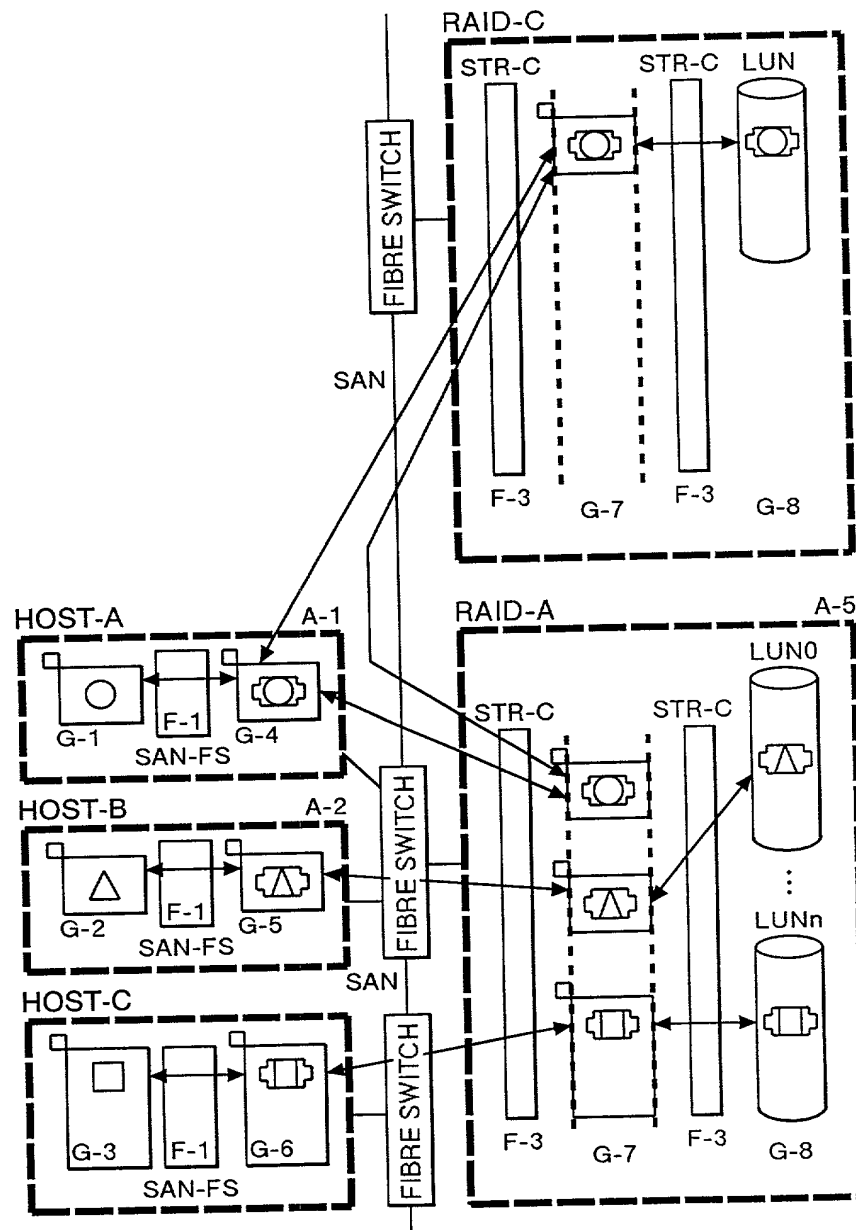 RAID-C
STR-C
STR-C
LUN
FIBRE SWITCH
SAN
F-3
G-7
F-3
G-8
HOST-A
A-1
G-1
F-1
G-4
SAN-FS
RAID-A
A-5
LUN0
STR-C
STR-C
HOST-B
A-2
G-2
F-1
G-5
SAN-FS
FIBRE SWITCH
SAN
...
LUNn
HOST-C
G-3
F-1
G-6
SAN-FS
FIBRE SWITCH
F-3
G-7
F-3
G-8